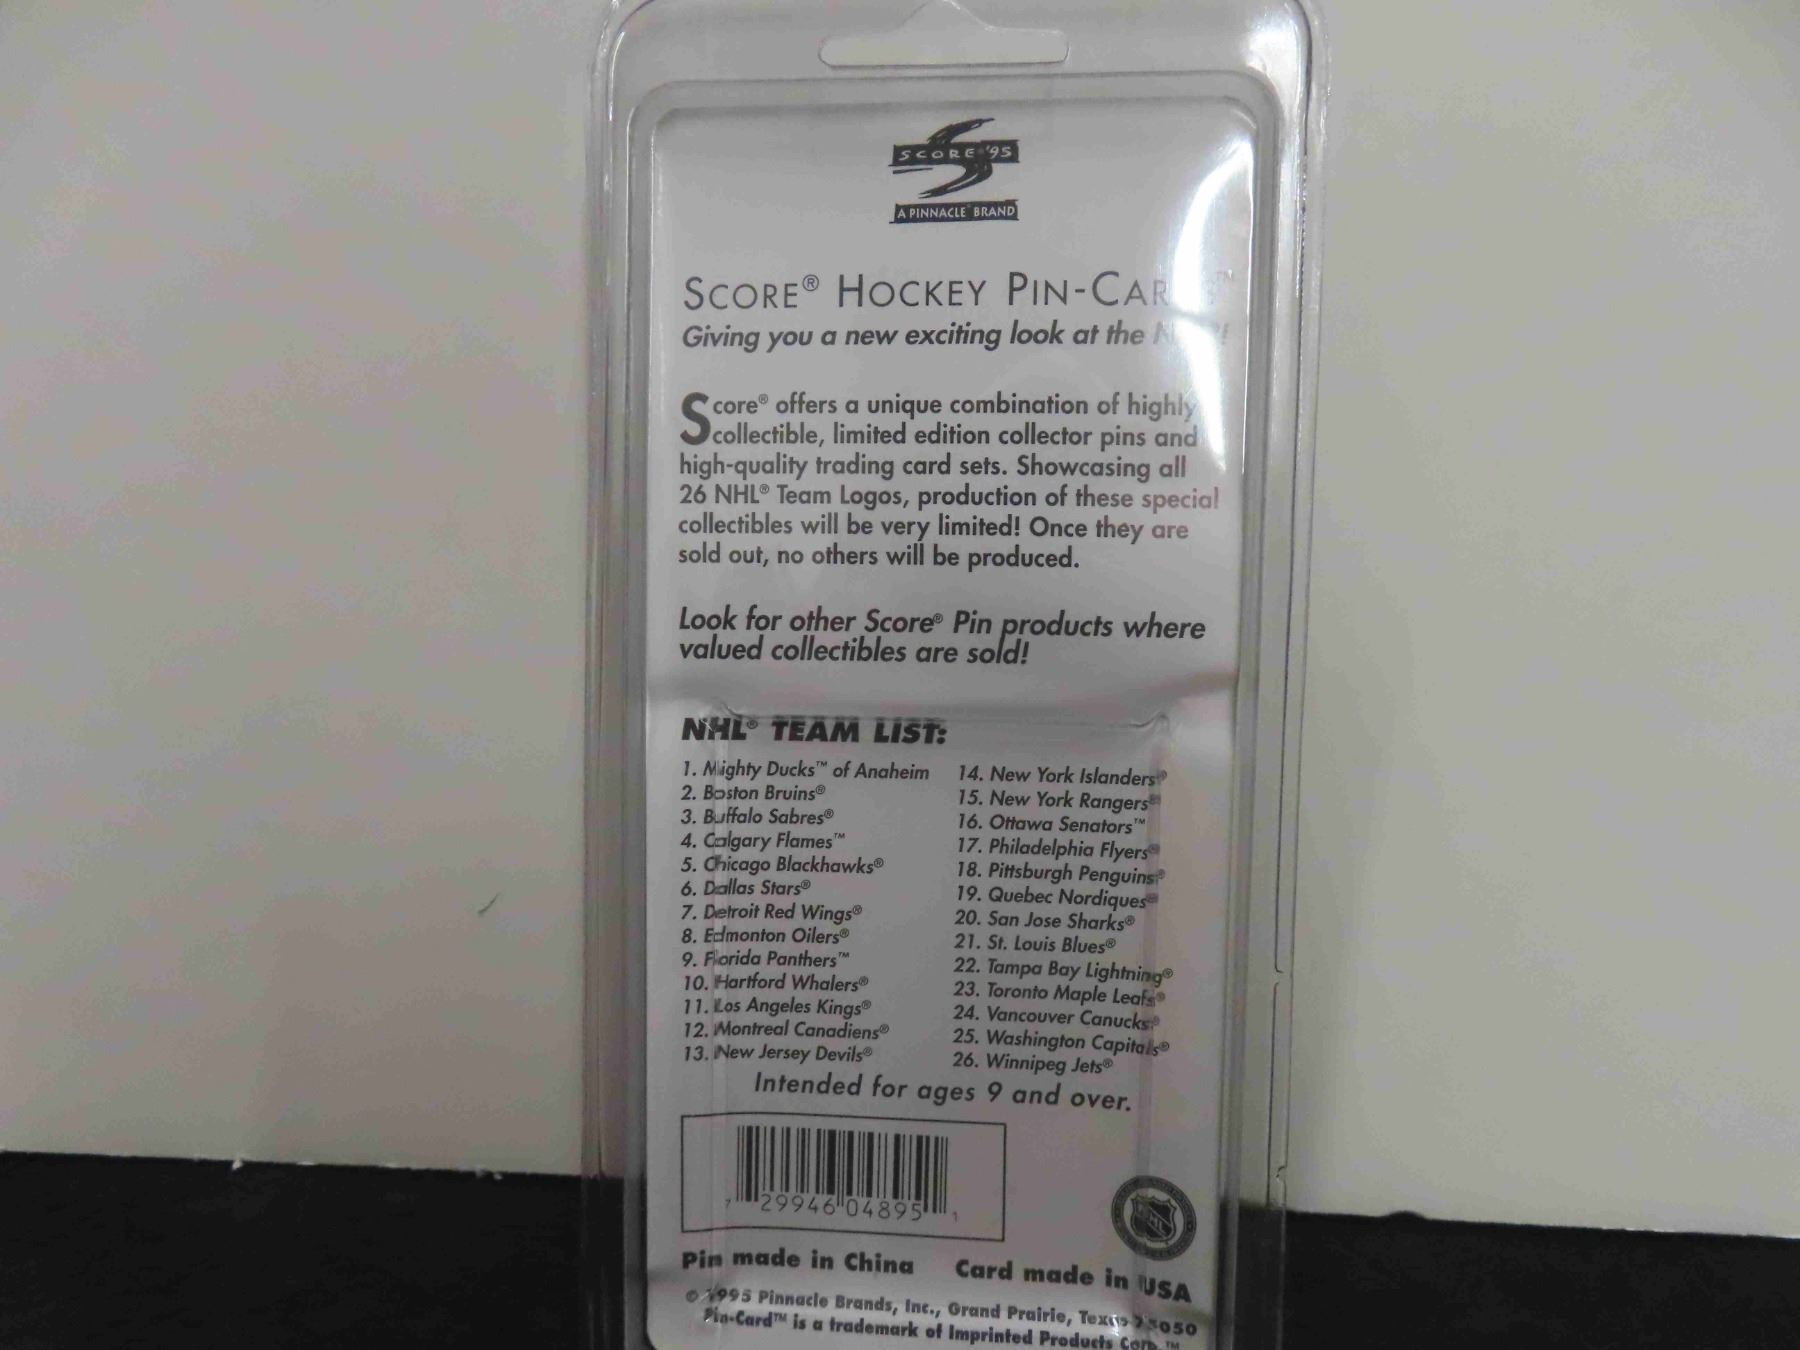 SCORE '95
A PINNACLE® BRAND
SCORE® HOCKEY PIN-CARDS™
Giving you a new exciting look at the
Score® offers a unique combination of highly
collectible, limited edition collector pins and
high-quality trading card sets. Showcasing all
26 NHL® Team Logos, production of these special
collectibles will be very limited! Once they are
sold out, no others will be produced.
Look for other Score® Pin products where
valued collectibles are sold!
NHL® TEAM LIST:
1. Mighty Ducks™ of Anaheim
2. Boston Bruins®
3. Buffalo Sabres®
4. Calgary Flames™
5. Chicago Blackhawks®
6. Dallas Stars®
7. Detroit Red Wings®
8. Edmonton Oilers®
9. Florida Panthers™
10. Hartford Whalers®
11. Los Angeles Kings®
12. Montreal Canadiens®
13. New Jersey Devils®
14. New York Islanders®
15. New York Rangers®
16. Ottawa Senators™
17. Philadelphia Flyers®
18. Pittsburgh Penguins®
19. Quebec Nordiques®
20. San Jose Sharks®
21. St. Louis Blues®
22. Tampa Bay Lightning®
23. Toronto Maple Leafs®
24. Vancouver Canucks®
25. Washington Capitals®
26. Winnipeg Jets®
Intended for ages 9 and over.
7 29946 04895 1
NHL
Pin made in China Card made in USA
© 1995 Pinnacle Brands, Inc., Grand Prairie, Texas 75050
Pin-Card™ is a trademark of Imprinted Products Corp.™